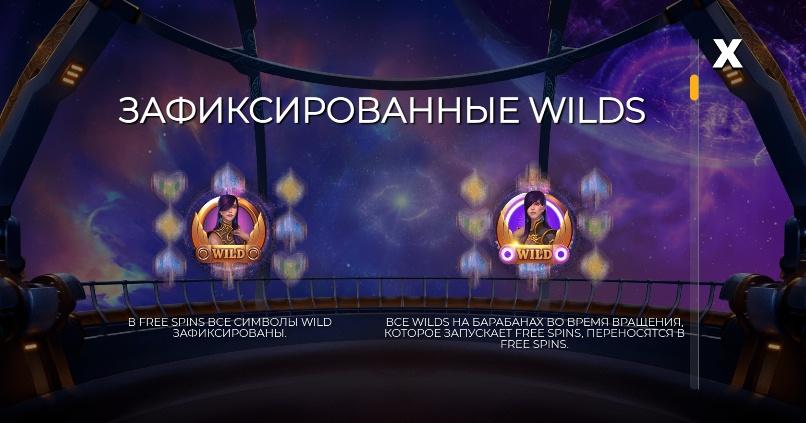 X
ЗАФИКСИРОВАННЫЕ WILDS
WILD
WILD
В FREE SPINS ВСЕ СИМВОЛЫ WILD
ЗАФИКСИРОВАНЫ.
ВСЕ WILDS НА БАРАБАНАХ ВО ВРЕМЯ ВРАЩЕНИЯ,
КОТОРОЕ ЗАПУСКАЕТ FREE SPINS, ПЕРЕНОСЯТСЯ В
FREE SPINS.